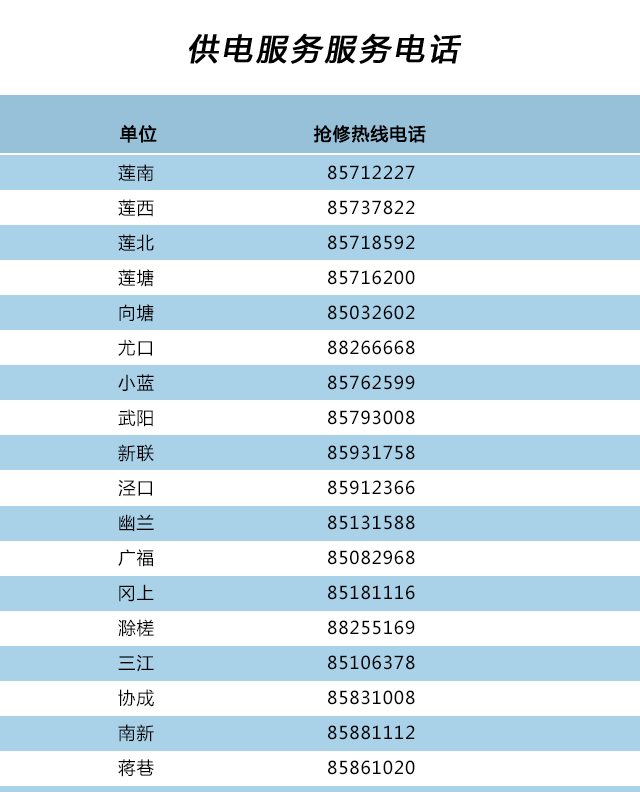 供电服务服务电话
单位 抢修热线电话
莲南 85712227
莲西 85737822
莲北 85718592
莲塘 85716200
向塘 85032602
尤口 88266668
小蓝 85762599
武阳 85793008
新联 85931758
泾口 85912366
幽兰 85131588
广福 85082968
冈上 85181116
滁槎 88255169
三江 85106378
协成 85831008
南新 85881112
蒋巷 85861020